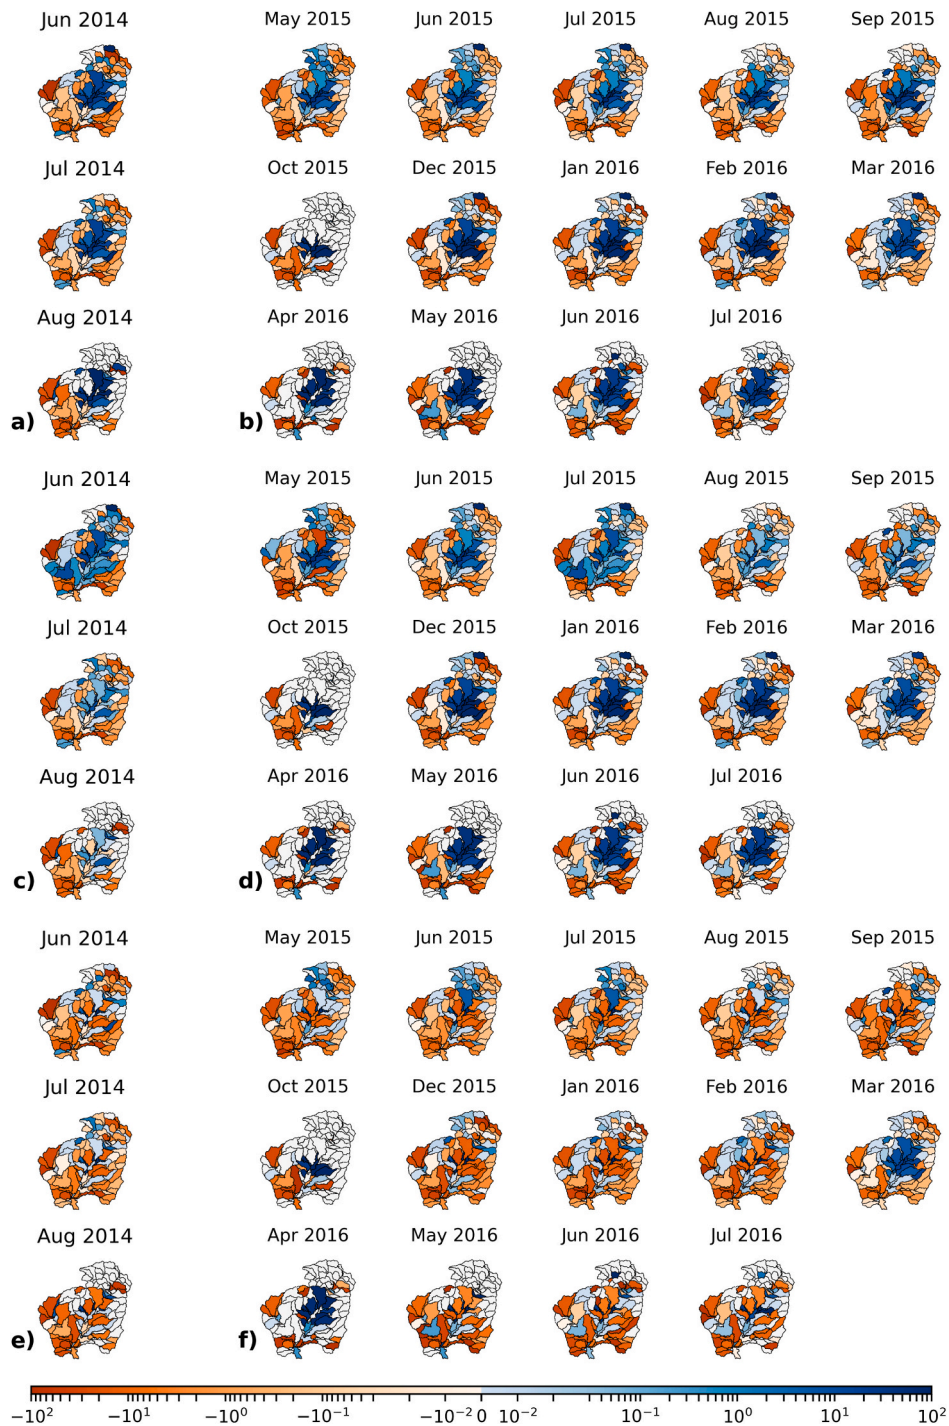 Jun 2014 May 2015 Jun 2015 Jul 2015 Aug 2015 Sep 2015
Jul 2014 Oct 2015 Dec 2015 Jan 2016 Feb 2016 Mar 2016
Aug 2014 Apr 2016 May 2016 Jun 2016 Jul 2016
a) b)
Jun 2014 May 2015 Jun 2015 Jul 2015 Aug 2015 Sep 2015
Jul 2014 Oct 2015 Dec 2015 Jan 2016 Feb 2016 Mar 2016
Aug 2014 Apr 2016 May 2016 Jun 2016 Jul 2016
c) d)
Jun 2014 May 2015 Jun 2015 Jul 2015 Aug 2015 Sep 2015
Jul 2014 Oct 2015 Dec 2015 Jan 2016 Feb 2016 Mar 2016
Aug 2014 Apr 2016 May 2016 Jun 2016 Jul 2016
e) f)
−10² −10¹ −10⁰ −10⁻¹ −10⁻² 0 10⁻² 10⁻¹ 10⁰ 10¹ 10²